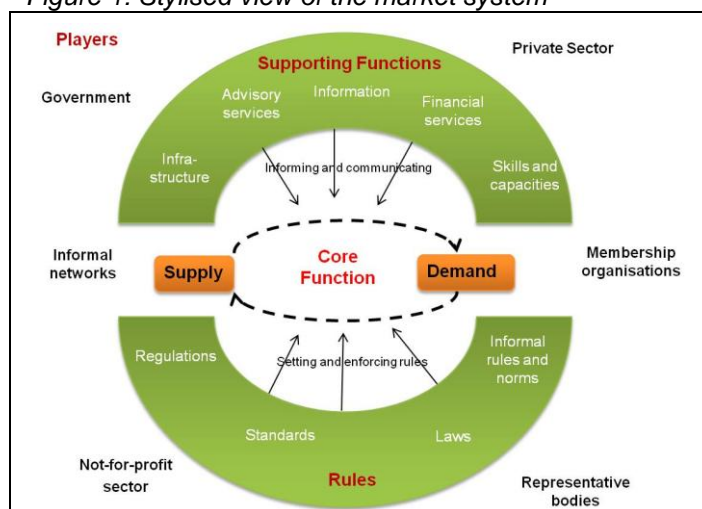 Figure 1: Stylised view of the market system
Players
Private Sector
Supporting Functions
Government
Advisory
services
Information
Financial
services
Infra-
structure
Informing and communicating
Skills and
capacities
Informal
networks
Supply
Core
Function
Demand
Membership
organisations
Regulations
Setting and enforcing rules
Informal
rules and
norms
Standards
Laws
Not-for-profit
sector
Rules
Representative
bodies